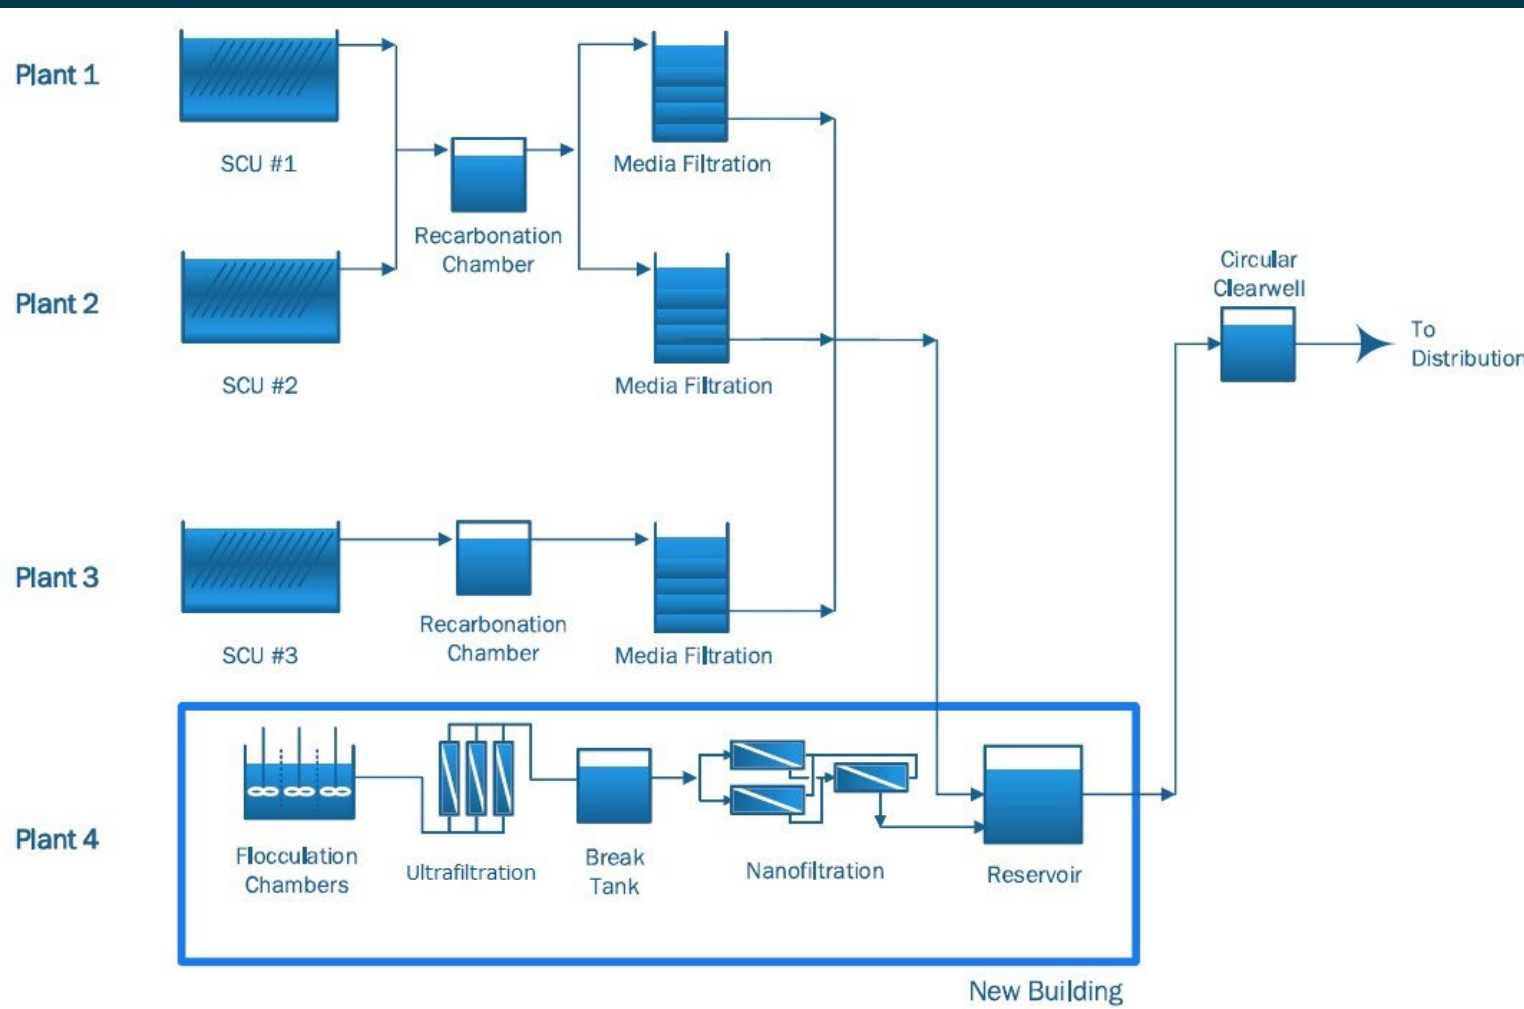 Plant 1
SCU #1
Media Filtration
Recarbonation
Chamber
Plant 2
SCU #2
Media Filtration
Circular
Clearwell
To
Distribution
Plant 3
SCU #3
Recarbonation
Chamber
Media Filtration
Plant 4
Flocculation
Chambers
Ultrafiltration
Break
Tank
Nanofiltration
Reservoir
New Building